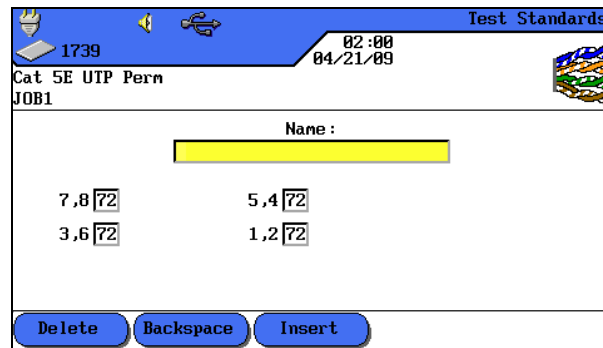 Test Standards
1739
02:00
04/21/09
Cat 5E UTP Perm
JOB1
Name:
7,8 72 5,4 72
3,6 72 1,2 72
Delete Backspace Insert